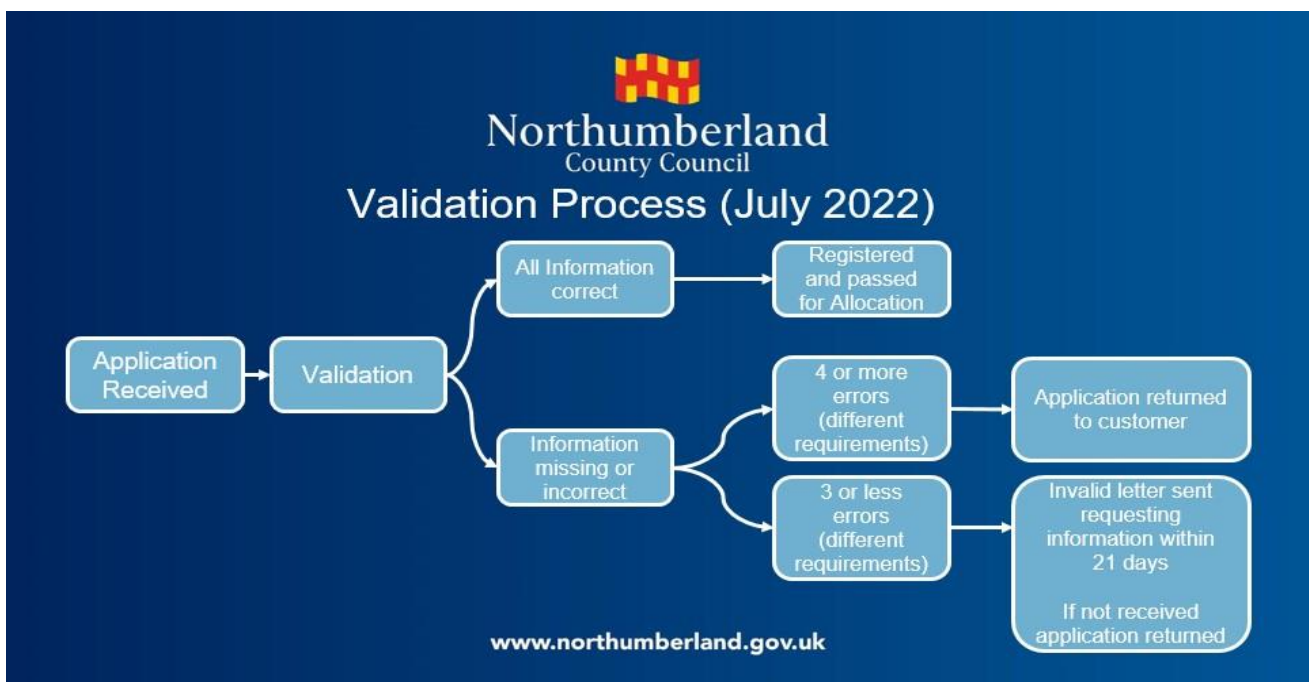 Northumberland
County Council
Validation Process (July 2022)
Application
Received
Validation
All Information
correct
Registered
and passed
for Allocation
Information
missing or
incorrect
4 or more
errors
(different
requirements)
Application returned
to customer
3 or less
errors
(different
requirements)
Invalid letter sent
requesting
information within
21 days
If not received
application returned
www.northumberland.gov.uk